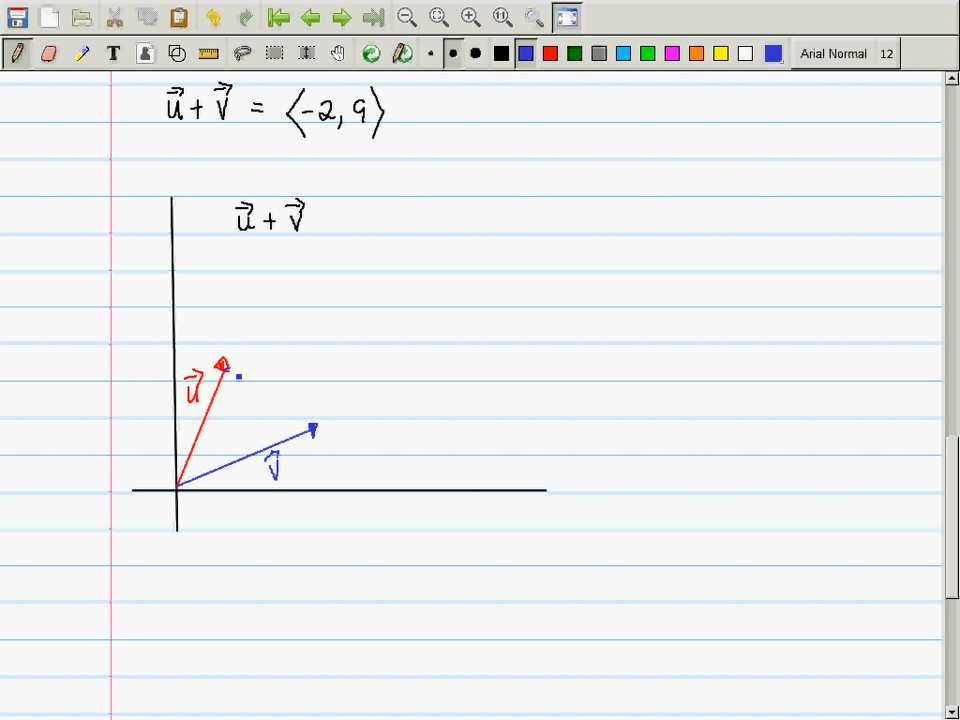 T
Arial Normal 12
u⃗ + v⃗ = ⟨-2, 9⟩
u⃗ + v⃗
u⃗
v⃗